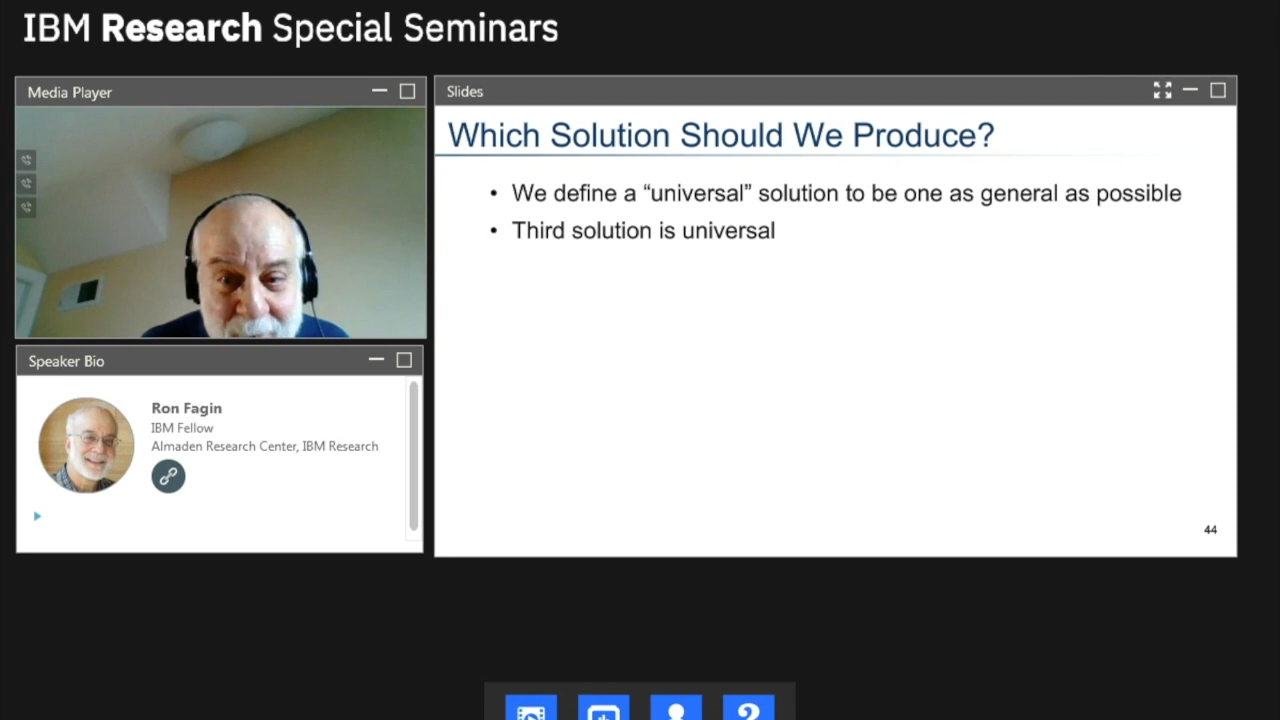 IBM Research Special Seminars
Media Player
Slides
Which Solution Should We Produce?
• We define a “universal” solution to be one as general as possible
• Third solution is universal
44
Speaker Bio
Ron Fagin
IBM Fellow
Almaden Research Center, IBM Research
?